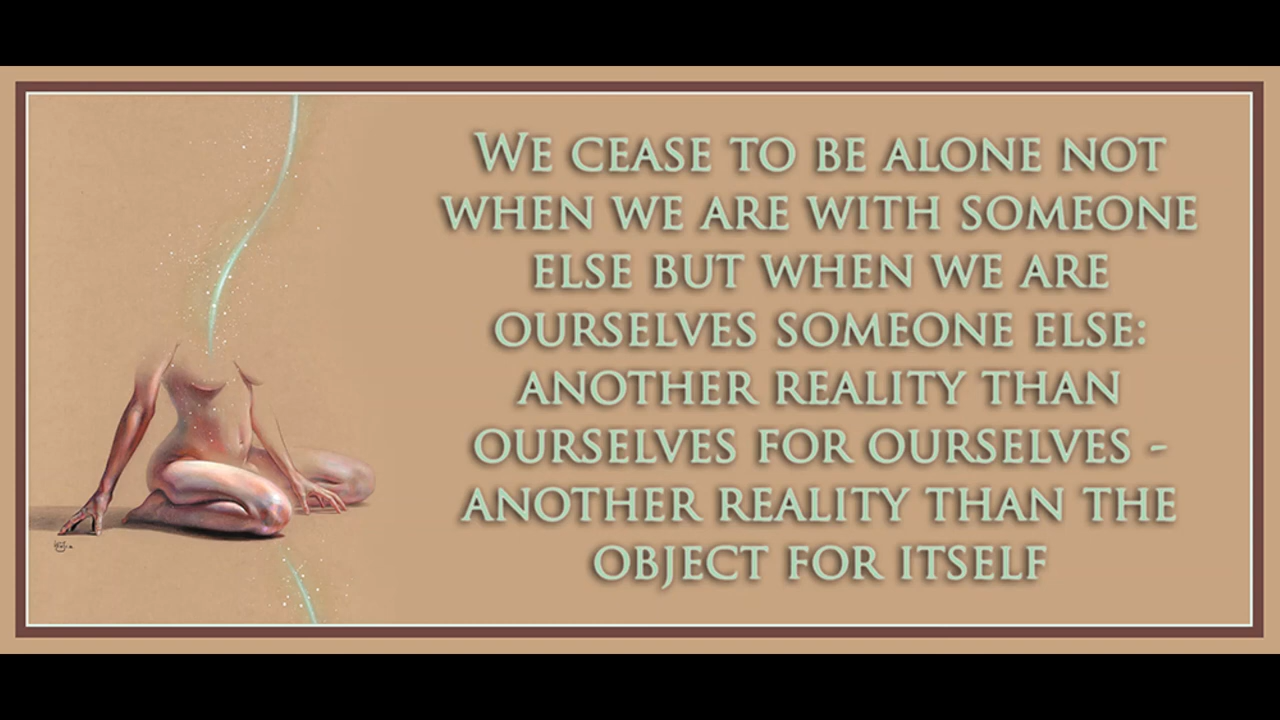 We cease to be alone not
when we are with someone
else but when we are
ourselves someone else:
another reality than
ourselves for ourselves -
another reality than the
object for itself